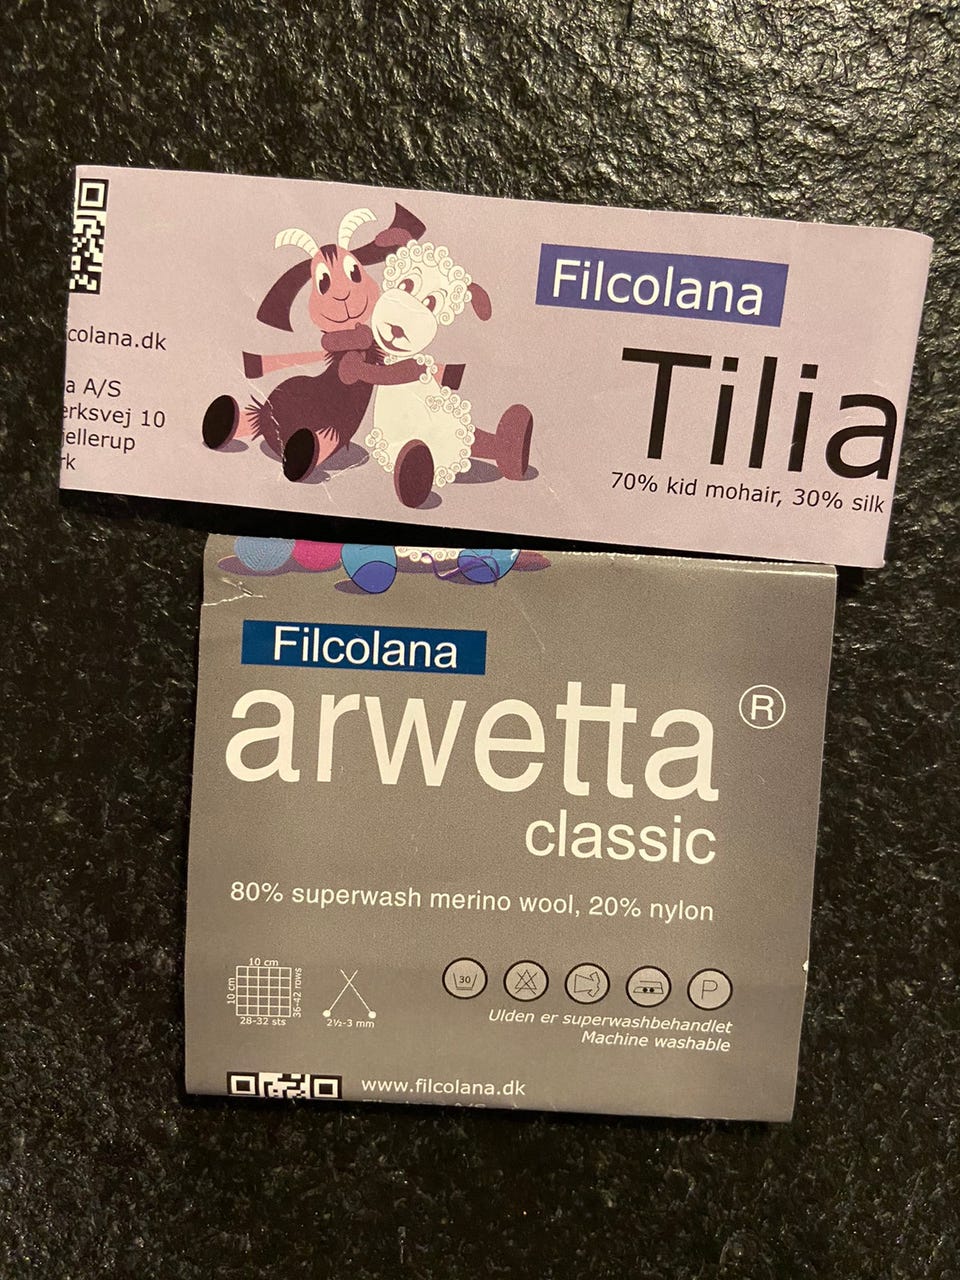 Filcolana
Tilia
70% kid mohair, 30% silk
colana.dk
a A/S
erksvej 10
jellerup
rk
Filcolana
arwetta ®
classic
80% superwash merino wool, 20% nylon
10 cm
10 cm
36-42 rows
28-32 sts
2½-3 mm
30
P
Ulden er superwashbehandlet
Machine washable
www.filcolana.dk